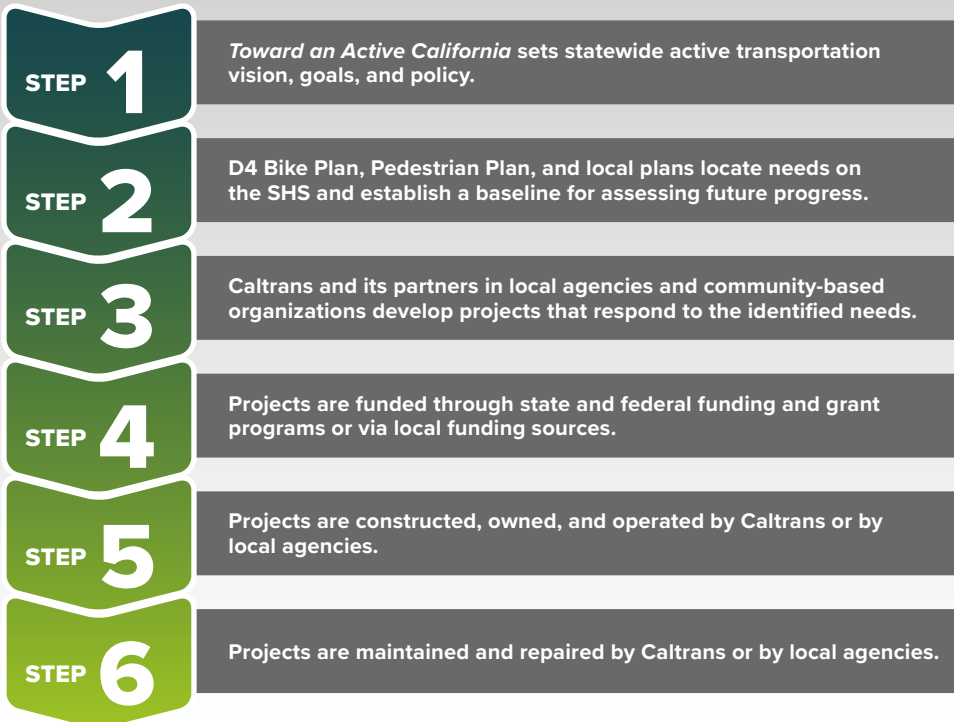 STEP 1
Toward an Active California sets statewide active transportation
vision, goals, and policy.
STEP 2
D4 Bike Plan, Pedestrian Plan, and local plans locate needs on
the SHS and establish a baseline for assessing future progress.
STEP 3
Caltrans and its partners in local agencies and community-based
organizations develop projects that respond to the identified needs.
STEP 4
Projects are funded through state and federal funding and grant
programs or via local funding sources.
STEP 5
Projects are constructed, owned, and operated by Caltrans or by
local agencies.
STEP 6
Projects are maintained and repaired by Caltrans or by local agencies.